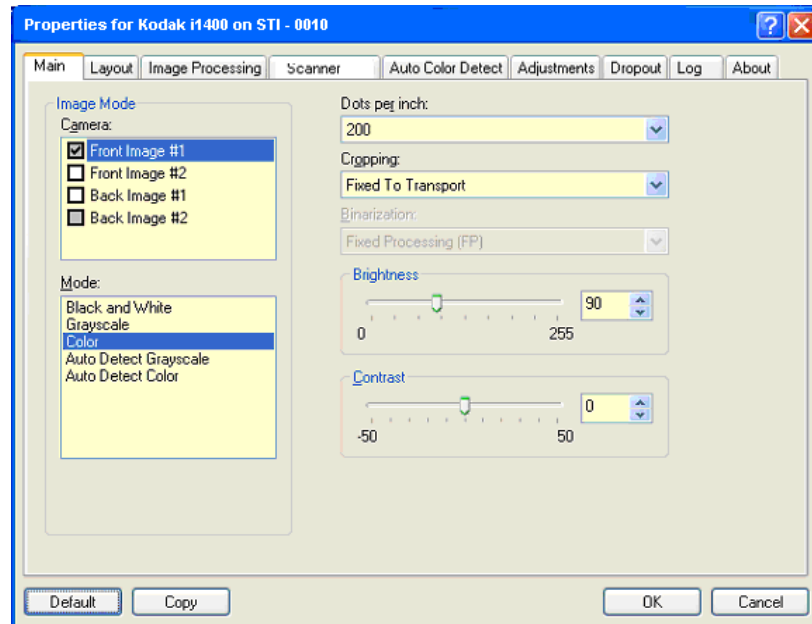 Properties for Kodak i1400 on STI - 0010
Main Layout Image Processing Scanner Auto Color Detect Adjustments Dropout Log About
Image Mode
Camera:
Front Image #1
Front Image #2
Back Image #1
Back Image #2
Mode:
Black and White
Grayscale
Color
Auto Detect Grayscale
Auto Detect Color
Dots per inch:
200
Cropping:
Fixed To Transport
Binarization:
Fixed Processing (FP)
Brightness
90
0 255
Contrast
0
-50 50
Default Copy OK Cancel